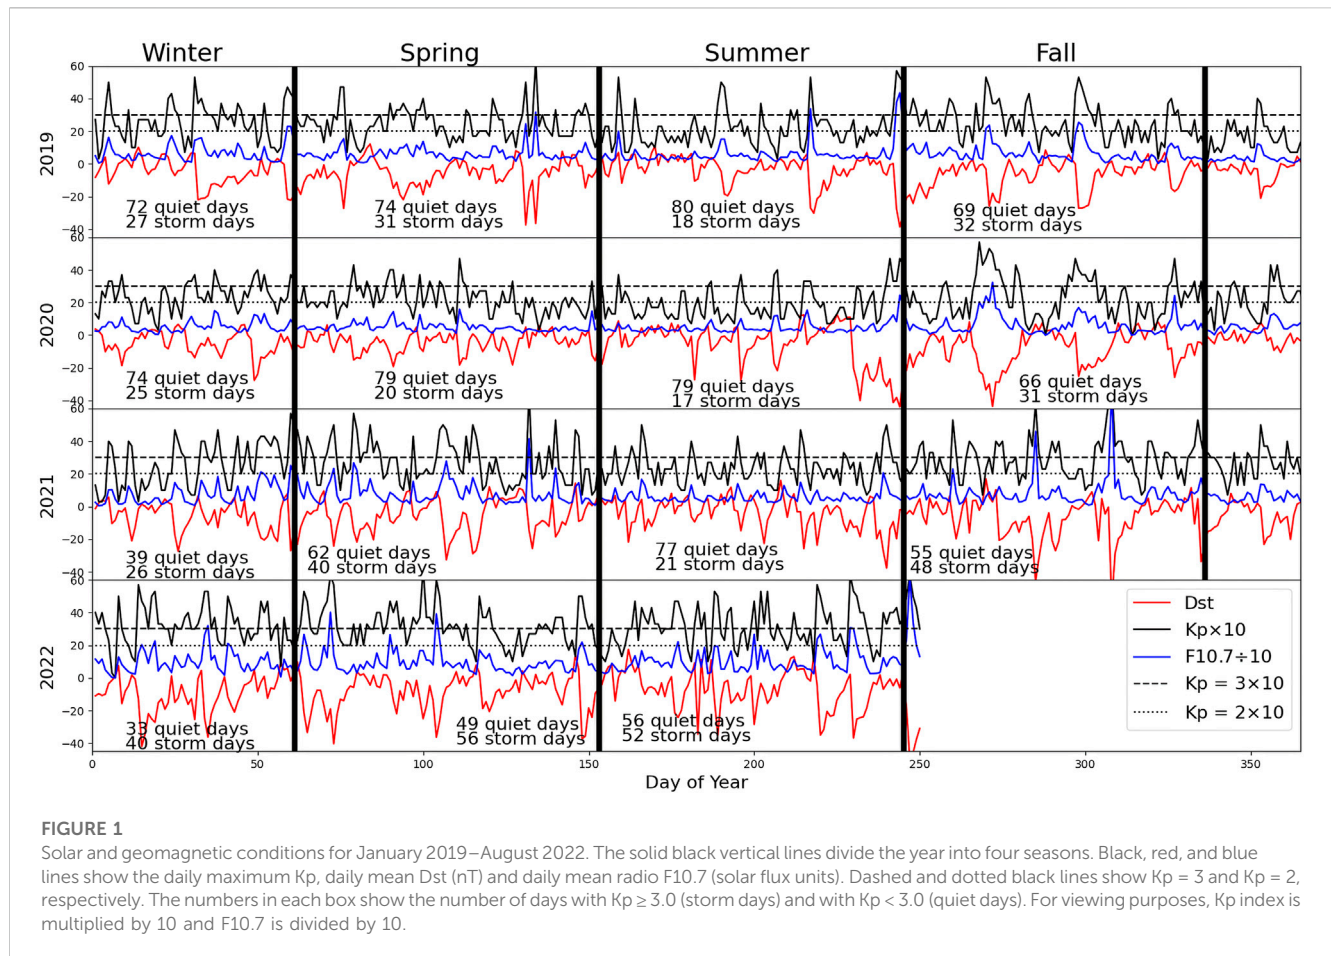 Winter Spring Summer Fall
60
40
20
0
−20
−40
2019
72 quiet days
27 storm days
74 quiet days
31 storm days
80 quiet days
18 storm days
69 quiet days
32 storm days
60
40
20
0
−20
−40
2020
74 quiet days
25 storm days
79 quiet days
20 storm days
79 quiet days
17 storm days
66 quiet days
31 storm days
60
40
20
0
−20
−40
2021
39 quiet days
26 storm days
62 quiet days
40 storm days
77 quiet days
21 storm days
55 quiet days
48 storm days
60
40
20
0
−20
−40
2022
33 quiet days
40 storm days
49 quiet days
56 storm days
56 quiet days
52 storm days
Dst
Kp×10
F10.7÷10
Kp = 3×10
Kp = 2×10
0 50 100 150 200 250 300 350
Day of Year
FIGURE 1
Solar and geomagnetic conditions for January 2019–August 2022. The solid black vertical lines divide the year into four seasons. Black, red, and blue
lines show the daily maximum Kp, daily mean Dst (nT) and daily mean radio F10.7 (solar flux units). Dashed and dotted black lines show Kp = 3 and Kp = 2,
respectively. The numbers in each box show the number of days with Kp ≥ 3.0 (storm days) and with Kp < 3.0 (quiet days). For viewing purposes, Kp index is
multiplied by 10 and F10.7 is divided by 10.